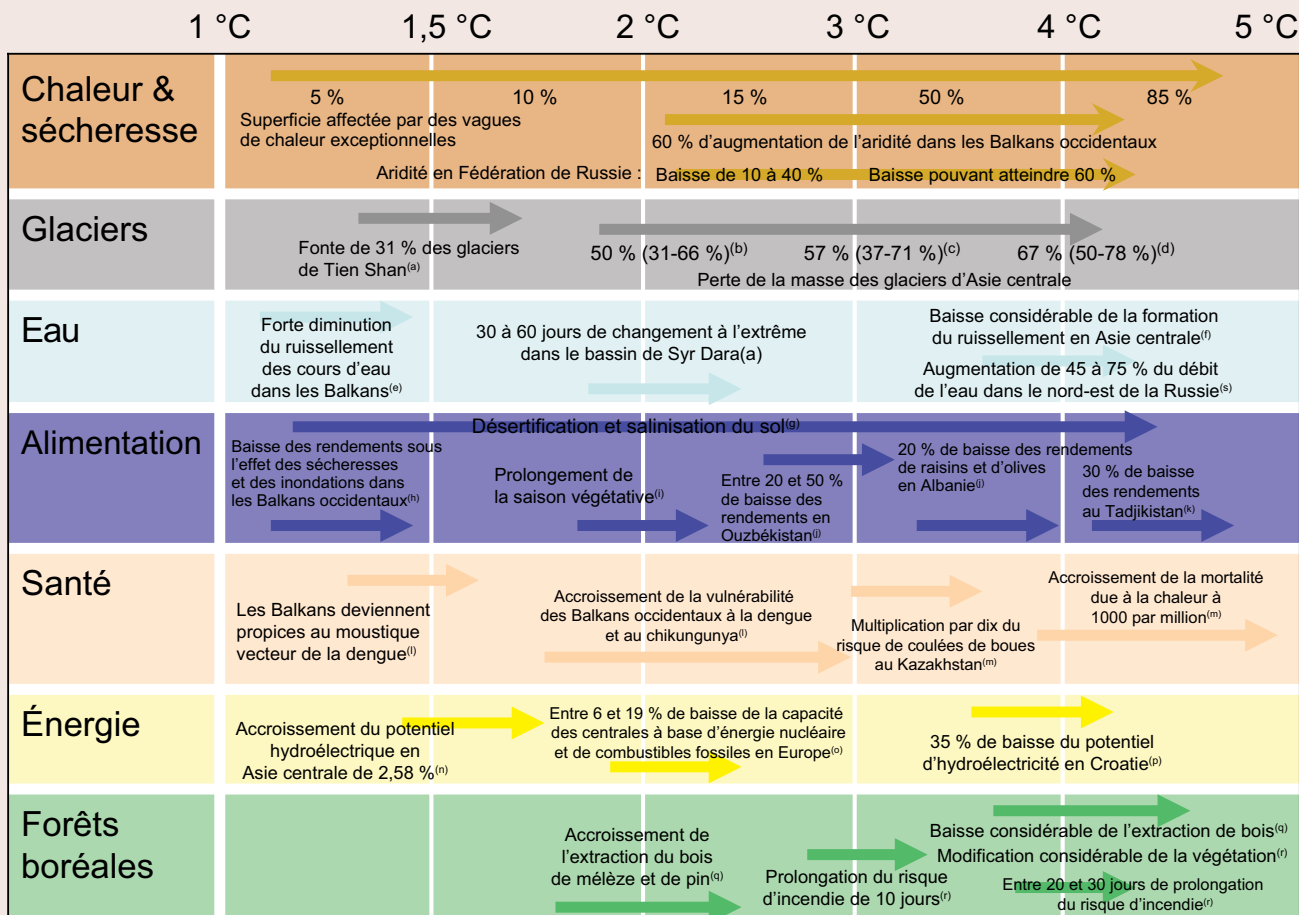 1 °C 1,5 °C 2 °C 3 °C 4 °C 5 °C
Chaleur &
sécheresse
5 % 10 % 15 % 50 % 85 %
Superficie affectée par des vagues
de chaleur exceptionnelles
60 % d'augmentation de l'aridité dans les Balkans occidentaux
Aridité en Fédération de Russie : Baisse de 10 à 40 % Baisse pouvant atteindre 60 %
Glaciers
Fonte de 31 % des glaciers
de Tien Shan(a)
50 % (31-66 %)(b) 57 % (37-71 %)(c) 67 % (50-78 %)(d)
Perte de la masse des glaciers d'Asie centrale
Eau
Forte diminution
du ruissellement
des cours d'eau
dans les Balkans(e)
30 à 60 jours de changement à l'extrême
dans le bassin de Syr Dara(a)
Baisse considérable de la formation
du ruissellement en Asie centrale(f)
Augmentation de 45 à 75 % du débit
de l'eau dans le nord-est de la Russie(s)
Alimentation
Désertification et salinisation du sol(g)
Baisse des rendements sous
l'effet des sécheresses
et des inondations dans
les Balkans occidentaux(h)
Prolongement de
la saison végétative(i)
Entre 20 et 50 %
de baisse des
rendements en
Ouzbékistan(j)
20 % de baisse des rendements
de raisins et d'olives
en Albanie(j)
30 % de baisse
des rendements
au Tadjikistan(k)
Santé
Les Balkans deviennent
propices au moustique
vecteur de la dengue(l)
Accroissement de la vulnérabilité
des Balkans occidentaux à la dengue
et au chikungunya(l)
Multiplication par dix du
risque de coulées de boues
au Kazakhstan(m)
Accroissement de la mortalité
due à la chaleur à
1000 par million(m)
Énergie
Accroissement du potentiel
hydroélectrique en
Asie centrale de 2,58 %(n)
Entre 6 et 19 % de baisse de la capacité
des centrales à base d'énergie nucléaire
et de combustibles fossiles en Europe(o)
35 % de baisse du potentiel
d'hydroélectricité en Croatie(p)
Forêts
boréales
Accroissement de
l'extraction du bois
de mélèze et de pin(q)
Prolongation du risque
d'incendie de 10 jours(r)
Baisse considérable de l'extraction de bois(q)
Modification considérable de la végétation(r)
Entre 20 et 30 jours de prolongation
du risque d'incendie(r)